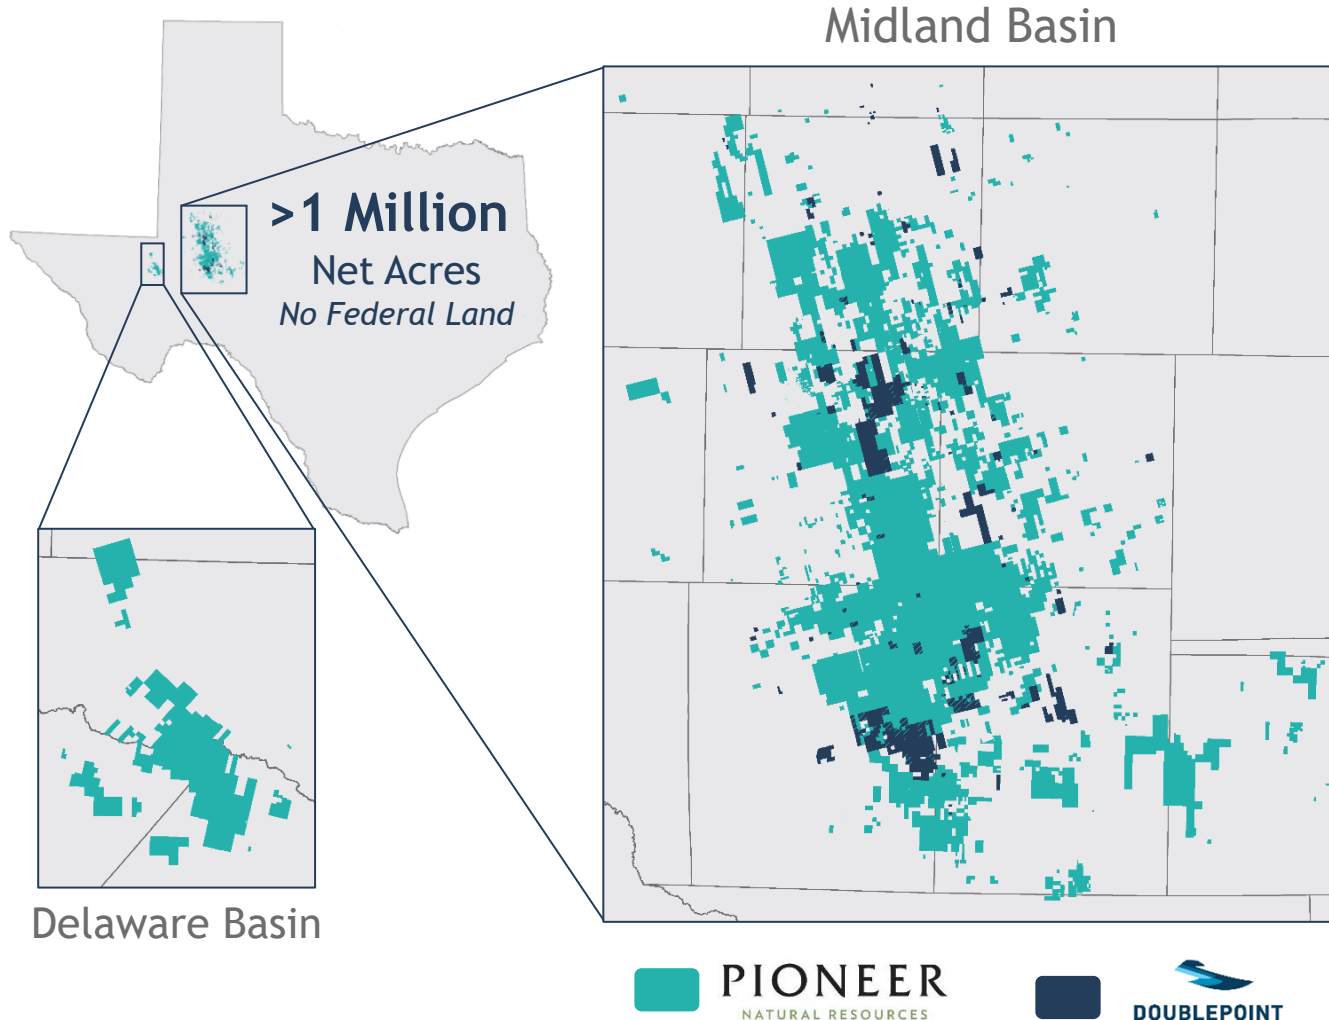 Midland Basin
>1 Million
Net Acres
No Federal Land
Delaware Basin
PIONEER
NATURAL RESOURCES
DOUBLEPOINT